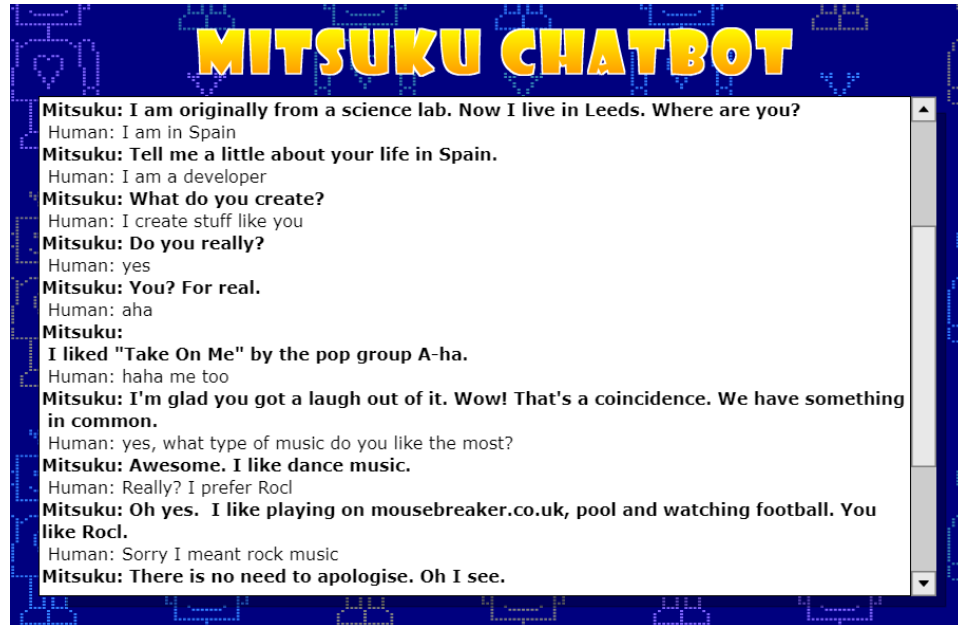 MITSUKU CHATBOT
Mitsuku: I am originally from a science lab. Now I live in Leeds. Where are you?
Human: I am in Spain
Mitsuku: Tell me a little about your life in Spain.
Human: I am a developer
Mitsuku: What do you create?
Human: I create stuff like you
Mitsuku: Do you really?
Human: yes
Mitsuku: You? For real.
Human: aha
Mitsuku:
I liked "Take On Me" by the pop group A-ha.
Human: haha me too
Mitsuku: I'm glad you got a laugh out of it. Wow! That's a coincidence. We have something
in common.
Human: yes, what type of music do you like the most?
Mitsuku: Awesome. I like dance music.
Human: Really? I prefer Rocl
Mitsuku: Oh yes.  I like playing on mousebreaker.co.uk, pool and watching football. You
like Rocl.
Human: Sorry I meant rock music
Mitsuku: There is no need to apologise. Oh I see.